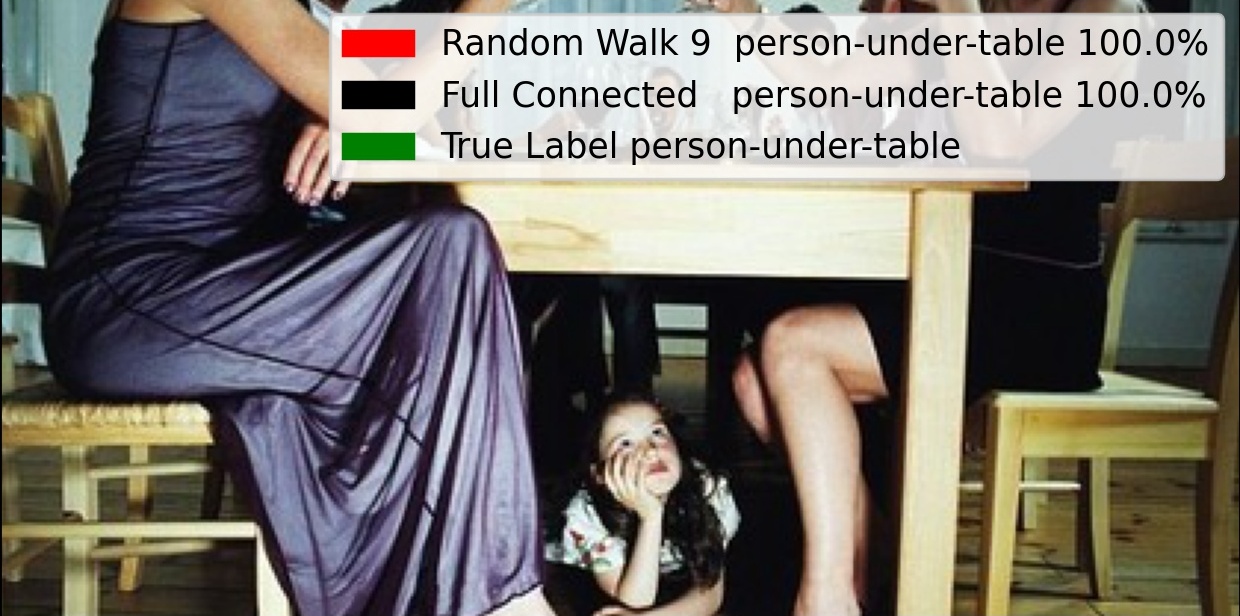 Random Walk 9 person-under-table 100.0%
Full Connected person-under-table 100.0%
True Label person-under-table